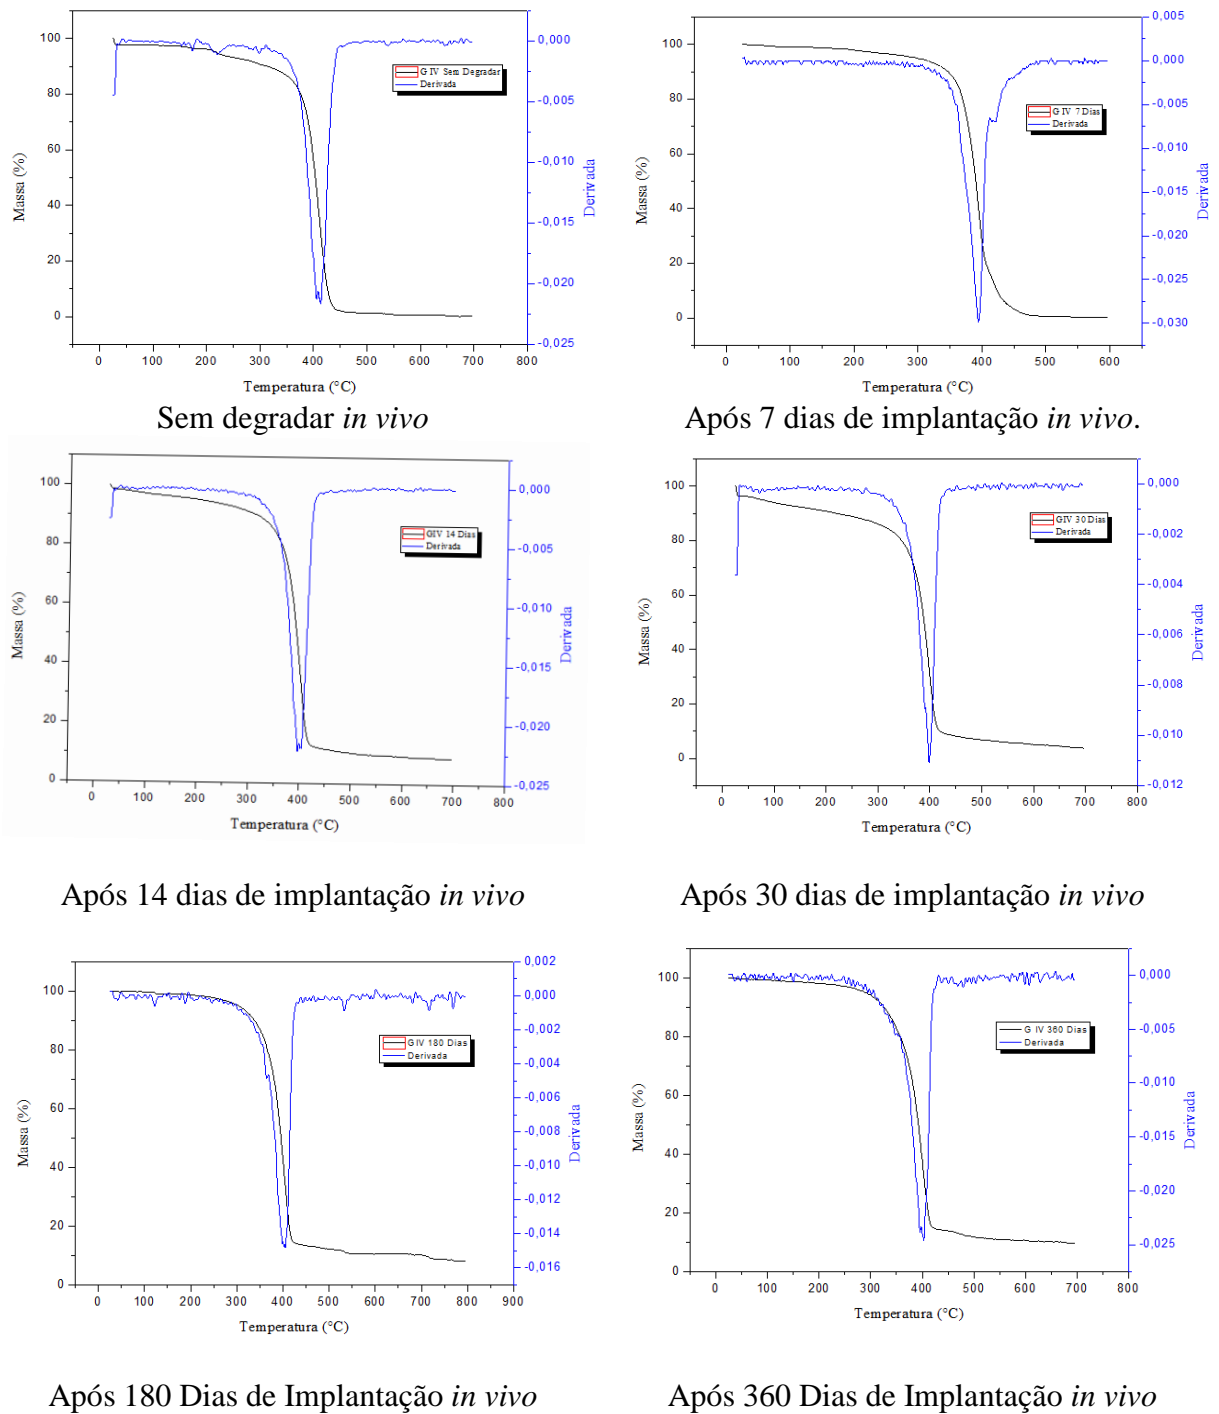 100
80
60
40
20
0
Massa (%)
0 100 200 300 400 500 600 700 800
Temperatura (°C)
0,000
-0,005
-0,010
-0,015
-0,020
-0,025
Derivada
G IV Sem Degradar
Derivada
Sem degradar in vivo
100
80
60
40
20
0
Massa (%)
0 100 200 300 400 500 600
Temperatura (°C)
0,005
0,000
-0,005
-0,010
-0,015
-0,020
-0,025
-0,030
Derivada
G IV 7 Dias
Derivada
Após 7 dias de implantação in vivo.
100
80
60
40
20
0
Massa (%)
0 100 200 300 400 500 600 700 800
Temperatura (°C)
0,000
-0,005
-0,010
-0,015
-0,020
-0,025
Derivada
GIV 14 Dias
Derivada
Após 14 dias de implantação in vivo
100
80
60
40
20
0
Massa (%)
0 100 200 300 400 500 600 700 800
Temperatura (°C)
0,000
-0,002
-0,004
-0,006
-0,008
-0,010
-0,012
Derivada
GIV 30 Dias
Derivada
Após 30 dias de implantação in vivo
100
80
60
40
20
0
Massa (%)
0 100 200 300 400 500 600 700 800 900
Temperatura (°C)
0,002
0,000
-0,002
-0,004
-0,006
-0,008
-0,010
-0,012
-0,014
-0,016
Derivada
GIV 180 Dias
Derivada
Após 180 Dias de Implantação in vivo
100
80
60
40
20
0
Massa (%)
0 100 200 300 400 500 600 700 800
Temperatura (°C)
0,000
-0,005
-0,010
-0,015
-0,020
-0,025
Derivada
G IV 360 Dias
Derivada
Após 360 Dias de Implantação in vivo